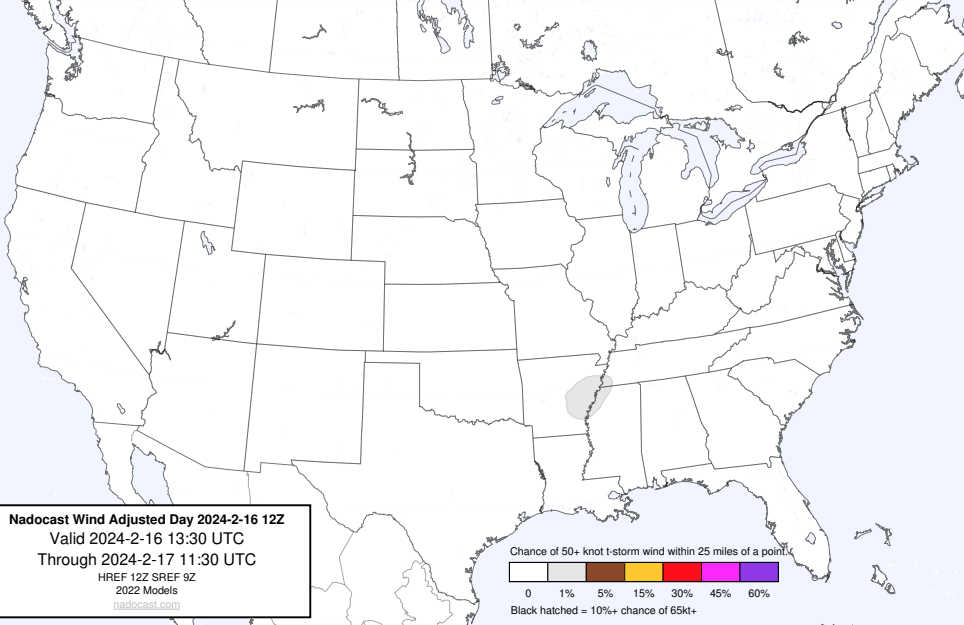 Nadocast Wind Adjusted Day 2024-2-16 12Z
Valid 2024-2-16 13:30 UTC
Through 2024-2-17 11:30 UTC
HREF 12Z SREF 9Z
2022 Models
nadocast.com
Chance of 50+ knot t-storm wind within 25 miles of a point.
0 1% 5% 15% 30% 45% 60%
Black hatched = 10%+ chance of 65kt+